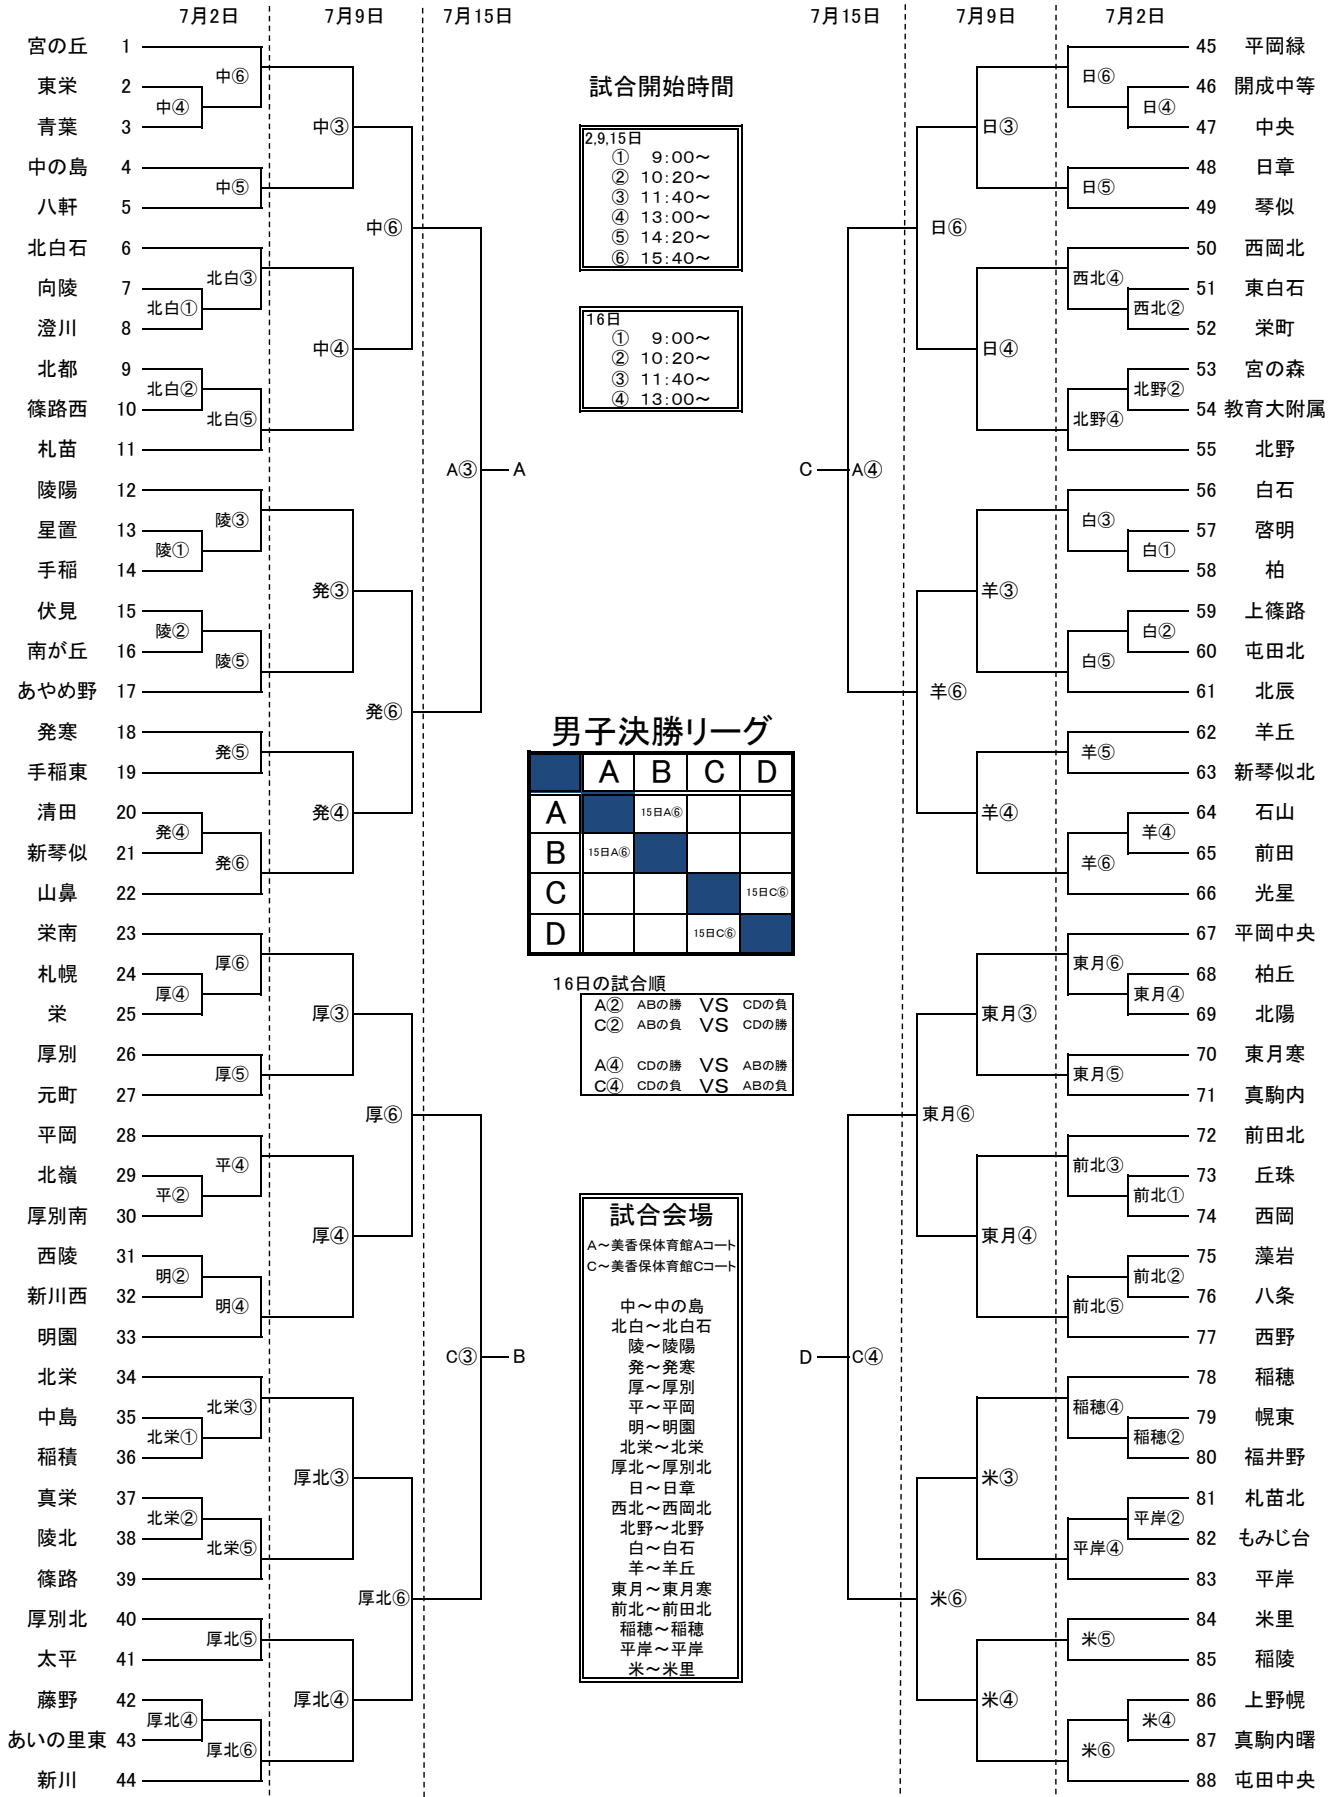 7月2日 7月9日 7月15日 7月15日 7月9日 7月2日
宮の丘 1
中⑥
東栄 2
中④
青葉 3
中③
中の島 4
中⑤
八軒 5
中⑥
北白石 6
北白③
向陵 7
北白①
澄川 8
中④
北都 9
北白②
篠路西 10
北白⑤
札苗 11
A③ A
陵陽 12
陵③
星置 13
陵①
手稲 14
発③
伏見 15
陵②
南が丘 16
陵⑤
あやめ野 17
発⑥
発寒 18
発⑤
手稲東 19
清田 20
発④
発④
新琴似 21
発⑥
山鼻 22
栄南 23
厚⑥
札幌 24
厚④
栄 25
厚③
厚別 26
厚⑤
元町 27
厚⑥
平岡 28
平④
北嶺 29
平②
厚別南 30
厚④
西陵 31
明②
新川西 32
明④
明園 33
C③ B
北栄 34
北栄③
中島 35
北栄①
稲積 36
厚北③
真栄 37
北栄②
陵北 38
北栄⑤
篠路 39
厚北⑥
厚別北 40
厚北⑤
太平 41
藤野 42
厚北④
厚北④
あいの里東 43
厚北⑥
新川 44
試合開始時間
2,9,15日
① 9:00～
② 10:20～
③ 11:40～
④ 13:00～
⑤ 14:20～
⑥ 15:40～
16日
① 9:00～
② 10:20～
③ 11:40～
④ 13:00～
男子決勝リーグ
A B C D
A 15日A⑥
B 15日A⑥
C 15日C⑥
D 15日C⑥
16日の試合順
A② ABの勝 VS CDの負
C② ABの負 VS CDの勝
A④ CDの勝 VS ABの勝
C④ CDの負 VS ABの負
試合会場
A～美香保体育館Aコート
C～美香保体育館Cコート
中～中の島
北白～北白石
陵～陵陽
発～発寒
厚～厚別
平～平岡
明～明園
北栄～北栄
厚北～厚別北
日～日章
西北～西岡北
北野～北野
白～白石
羊～羊丘
東月～東月寒
前北～前田北
稲穂～稲穂
平岸～平岸
米～米里
45 平岡緑
日⑥
46 開成中等
日④
47 中央
日③
48 日章
日⑤
49 琴似
日⑥
50 西岡北
西北④
51 東白石
西北②
52 栄町
日④
53 宮の森
北野②
54 教育大附属
北野④
55 北野
C A④
56 白石
白③
57 啓明
白①
58 柏
羊③
59 上篠路
白②
60 屯田北
白⑤
61 北辰
羊⑥
62 羊丘
羊⑤
63 新琴似北
羊④
64 石山
羊④
65 前田
羊⑥
66 光星
67 平岡中央
東月⑥
68 柏丘
東月④
69 北陽
東月③
70 東月寒
東月⑤
71 真駒内
東月⑥
72 前田北
前北③
73 丘珠
前北①
74 西岡
東月④
75 藻岩
前北②
76 八条
前北⑤
77 西野
D C④
78 稲穂
稲穂④
79 幌東
稲穂②
80 福井野
米③
81 札苗北
平岸②
82 もみじ台
平岸④
83 平岸
米⑥
84 米里
米⑤
85 稲陵
米④
86 上野幌
米④
87 真駒内曙
米⑥
88 屯田中央